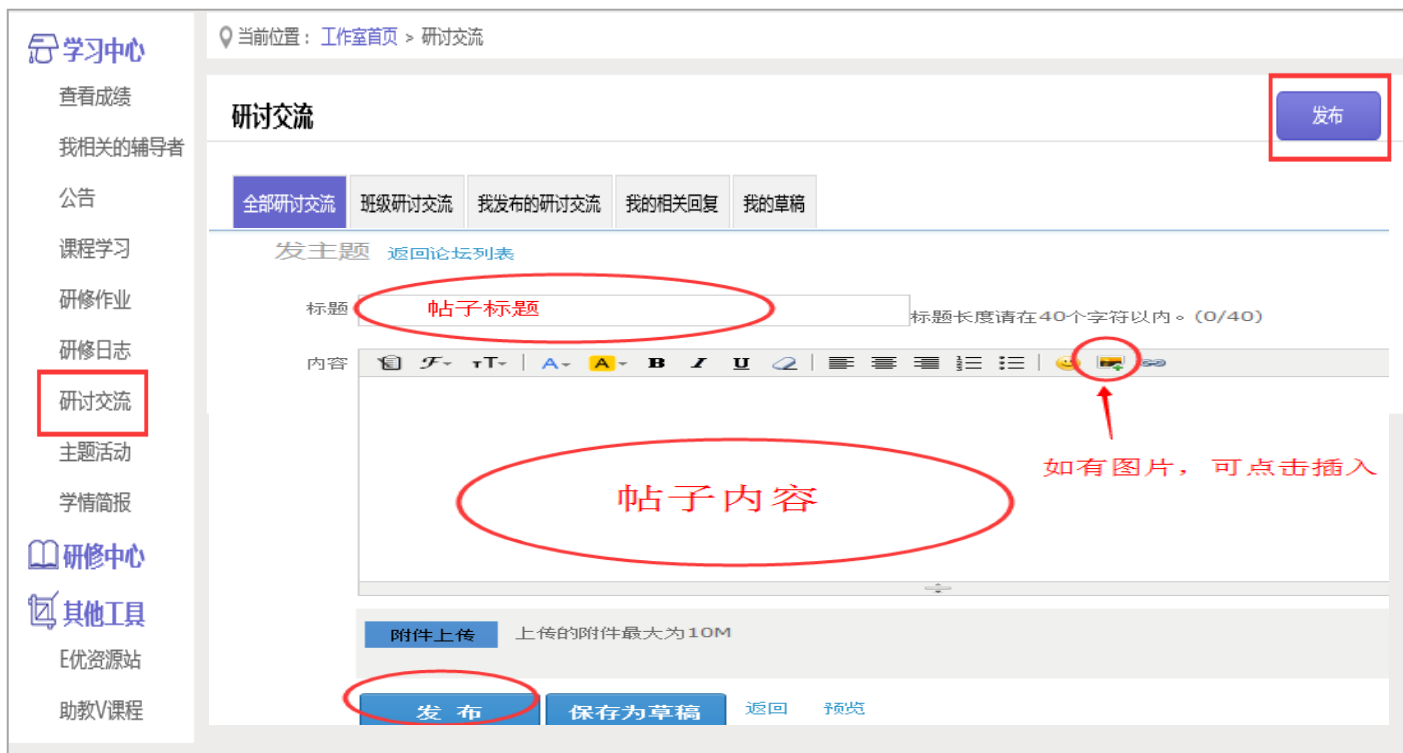 学习中心
查看成绩
我相关的辅导者
公告
课程学习
研修作业
研修日志
研讨交流
主题活动
学情简报
研修中心
其他工具
E优资源站
助教V课程
当前位置： 工作室首页 > 研讨交流
研讨交流
发布
全部研讨交流 班级研讨交流 我发布的研讨交流 我的相关回复 我的草稿
发主题 返回论坛列表
标题 帖子标题 标题长度请在40个字符以内。(0/40)
内容 F TT A A B I U
如有图片，可点击插入
帖子内容
附件上传 上传的附件最大为10M
发布 保存为草稿 返回 预览